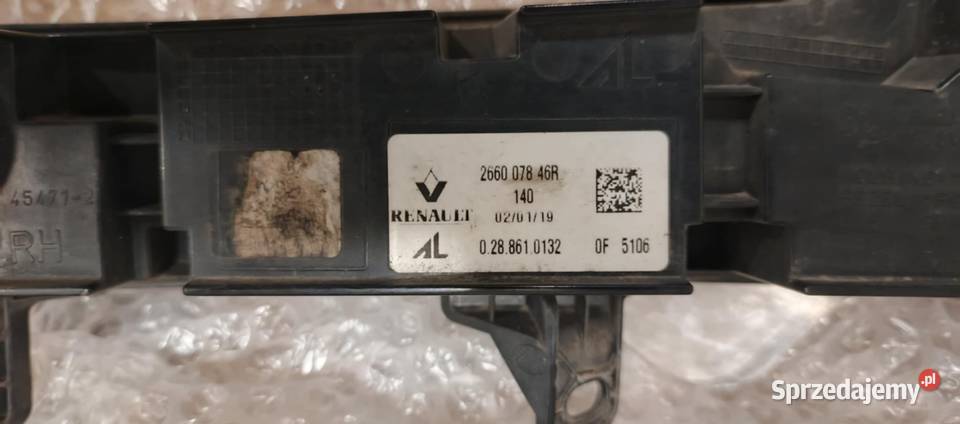 AL
45471-2
RH
2660 078 46R
140
02/01/19
RENAULT
AL
0.28.861.0132
0F 5106
Sprzedajemy.pl